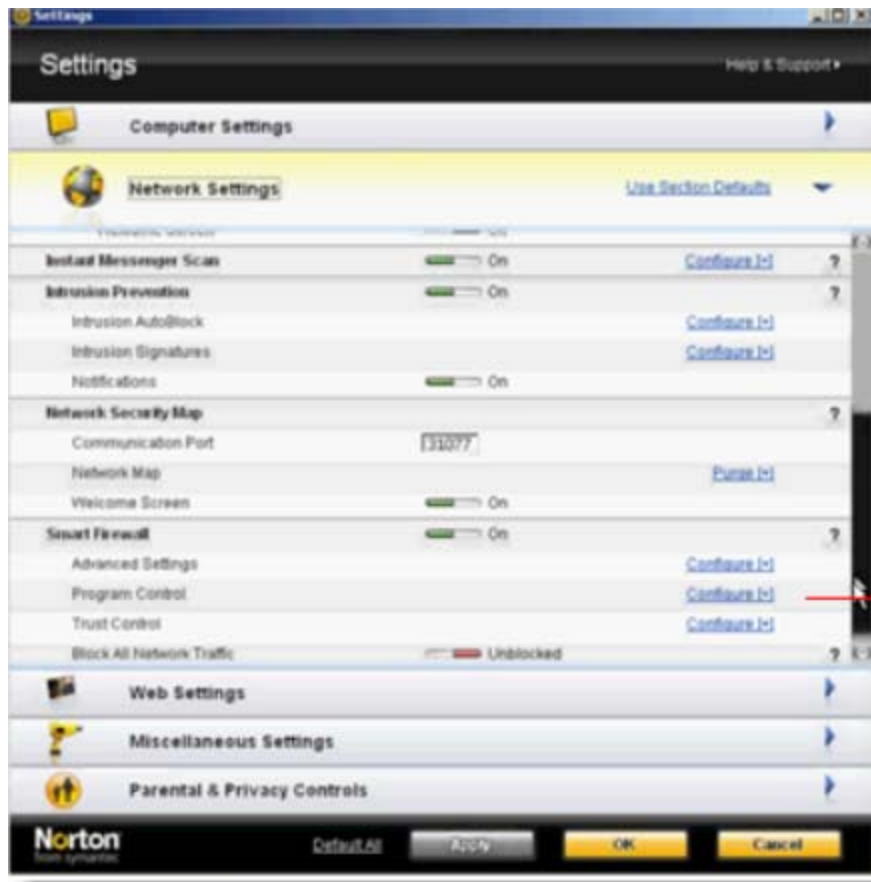 Settings
Settings
Help & Support
Computer Settings
Network Settings
Use Section Defaults
On
Instant Messenger Scan On Configure [+] ?
Intrusion Prevention On ?
Intrusion AutoBlock Configure [+]
Intrusion Signatures Configure [+]
Notifications On
Network Security Map ?
Communication Port 31077
Network Map Purge [+]
Welcome Screen On
Smart Firewall On ?
Advanced Settings Configure [+]
Program Control Configure [+]
Trust Control Configure [+]
Block All Network Traffic Unblocked ?
Web Settings
Miscellaneous Settings
Parental & Privacy Controls
Norton
from symantec
Default All
Apply
OK
Cancel